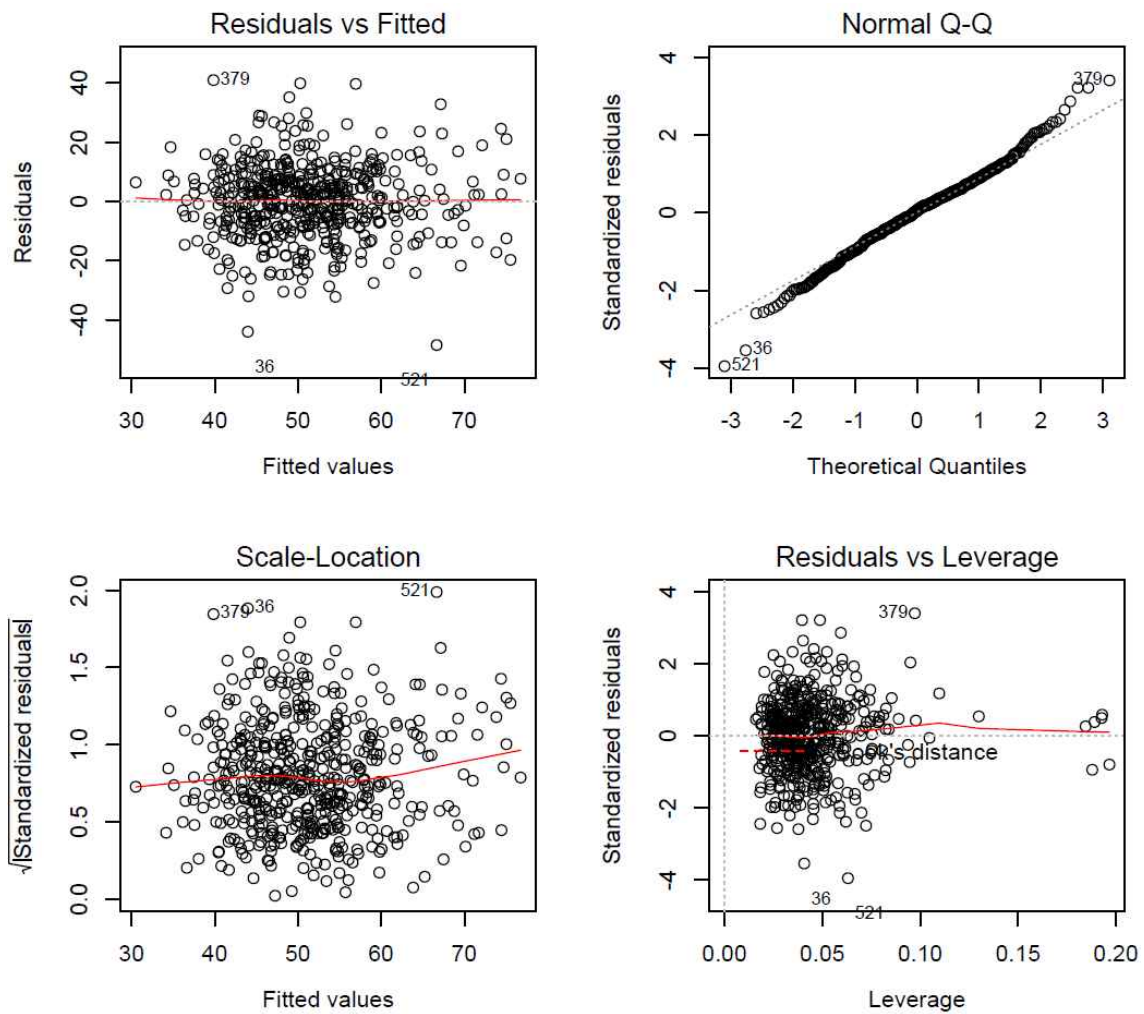 Residuals vs Fitted
Residuals
40
20
0
-20
-40
379
36
521
30 40 50 60 70
Fitted values
Normal Q-Q
Standardized residuals
4
2
0
-2
-4
379
36
521
-3 -2 -1 0 1 2 3
Theoretical Quantiles
Scale-Location
√|Standardized residuals|
2.0
1.5
1.0
0.5
0.0
379
36
521
30 40 50 60 70
Fitted values
Residuals vs Leverage
Standardized residuals
4
2
0
-2
-4
379
Cook's distance
36
521
0.00 0.05 0.10 0.15 0.20
Leverage